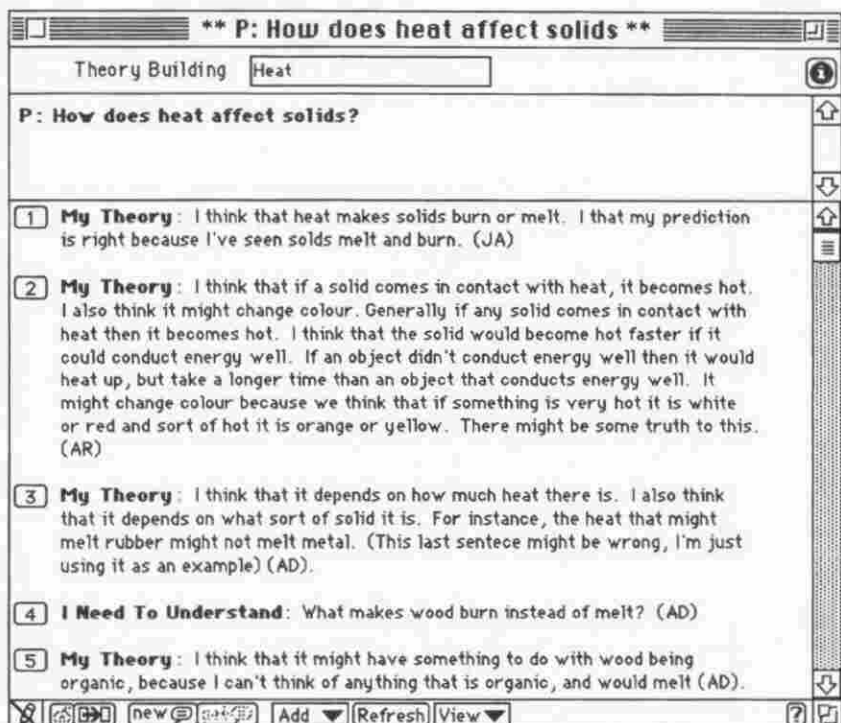 ** P: How does heat affect solids **
Theory Building Heat
P: How does heat affect solids?
1 My Theory: I think that heat makes solids burn or melt. I that my prediction
is right because I've seen solds melt and burn. (JA)
2 My Theory: I think that if a solid comes in contact with heat, it becomes hot.
I also think it might change colour. Generally if any solid comes in contact with
heat then it becomes hot. I think that the solid would become hot faster if it
could conduct energy well. If an object didn't conduct energy well then it would
heat up, but take a longer time than an object that conducts energy well. It
might change colour because we think that if something is very hot it is white
or red and sort of hot it is orange or yellow. There might be some truth to this.
(AR)
3 My Theory: I think that it depends on how much heat there is. I also think
that it depends on what sort of solid it is. For instance, the heat that might
melt rubber might not melt metal. (This last sentece might be wrong, I'm just
using it as an example) (AD).
4 I Need To Understand: What makes wood burn instead of melt? (AD)
5 My Theory: I think that it might have something to do with wood being
organic, because I can't think of anything that is organic, and would melt (AD).
new Add Refresh View ?